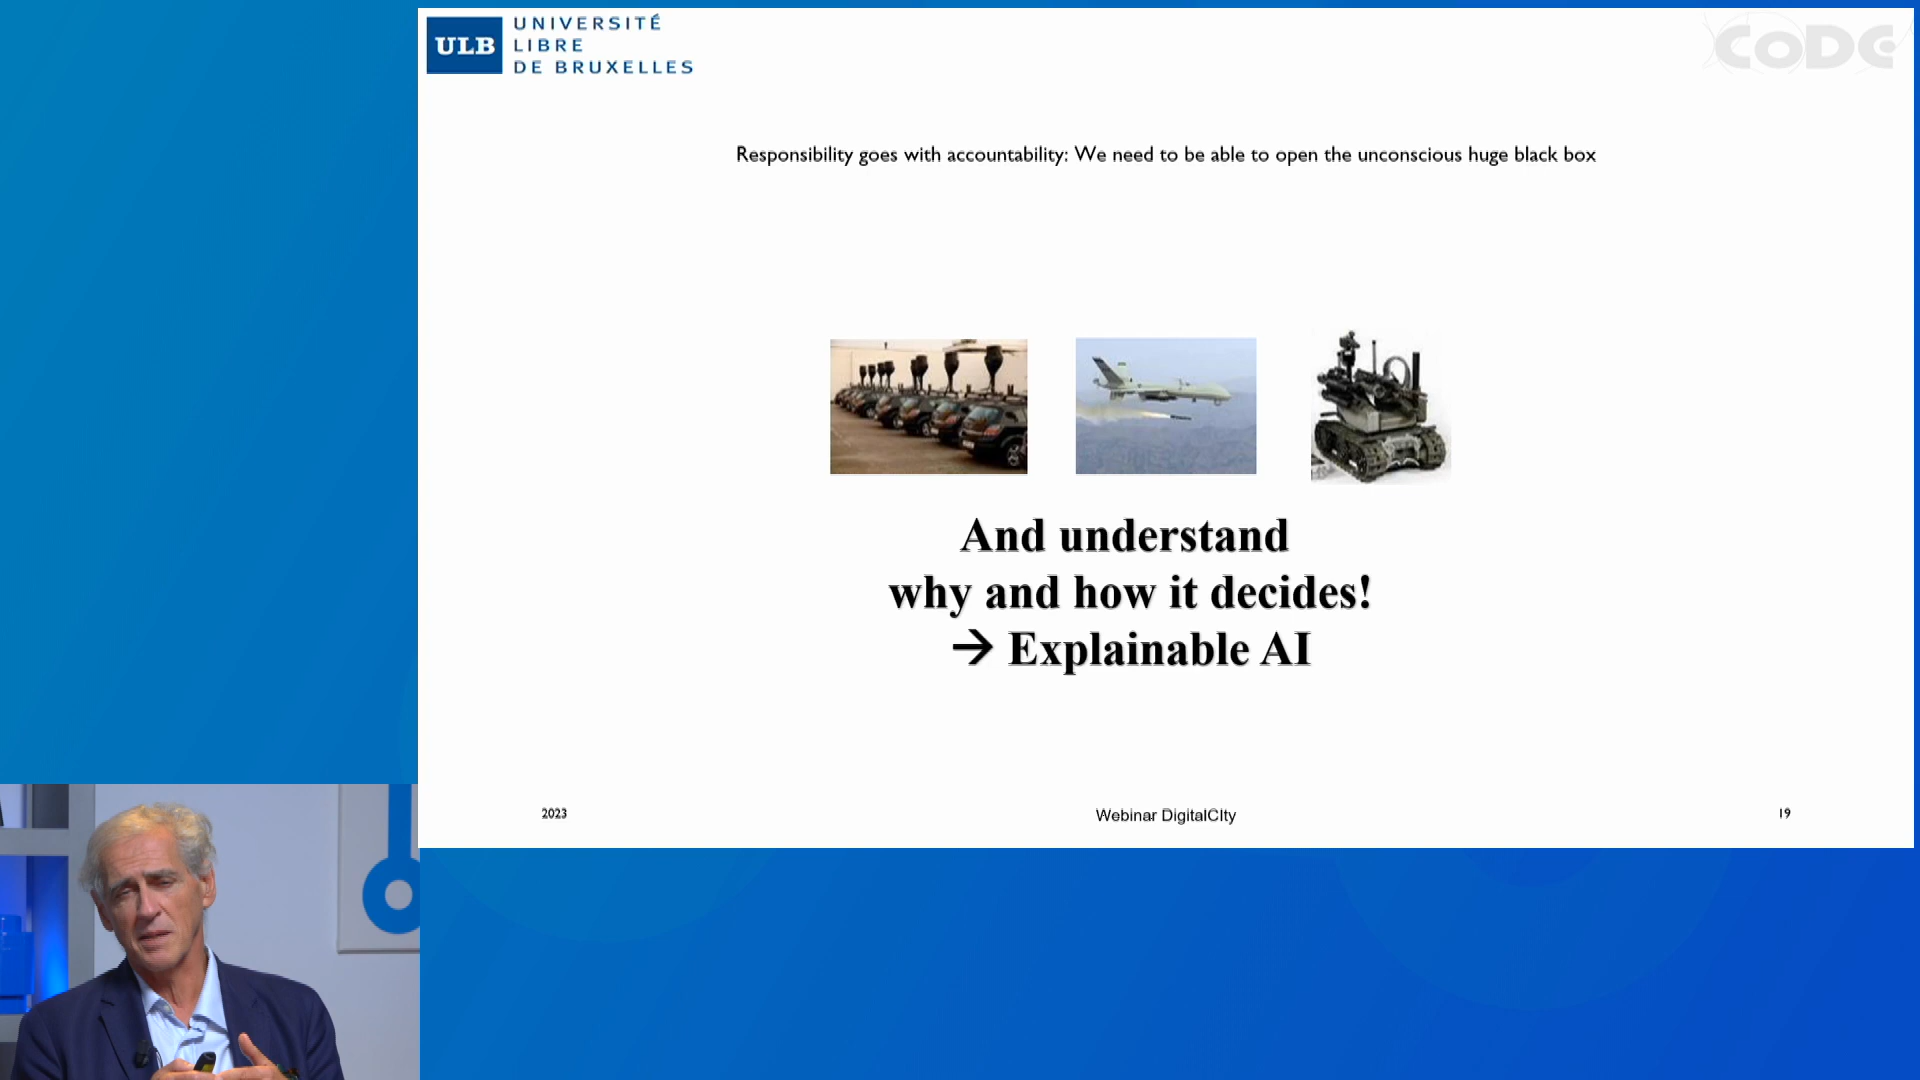 ULB
UNIVERSITÉ
LIBRE
DE BRUXELLES
CoDE
Responsibility goes with accountability: We need to be able to open the unconscious huge black box
And understand
why and how it decides!
→ Explainable AI
2023
Webinar DigitalCIty
19